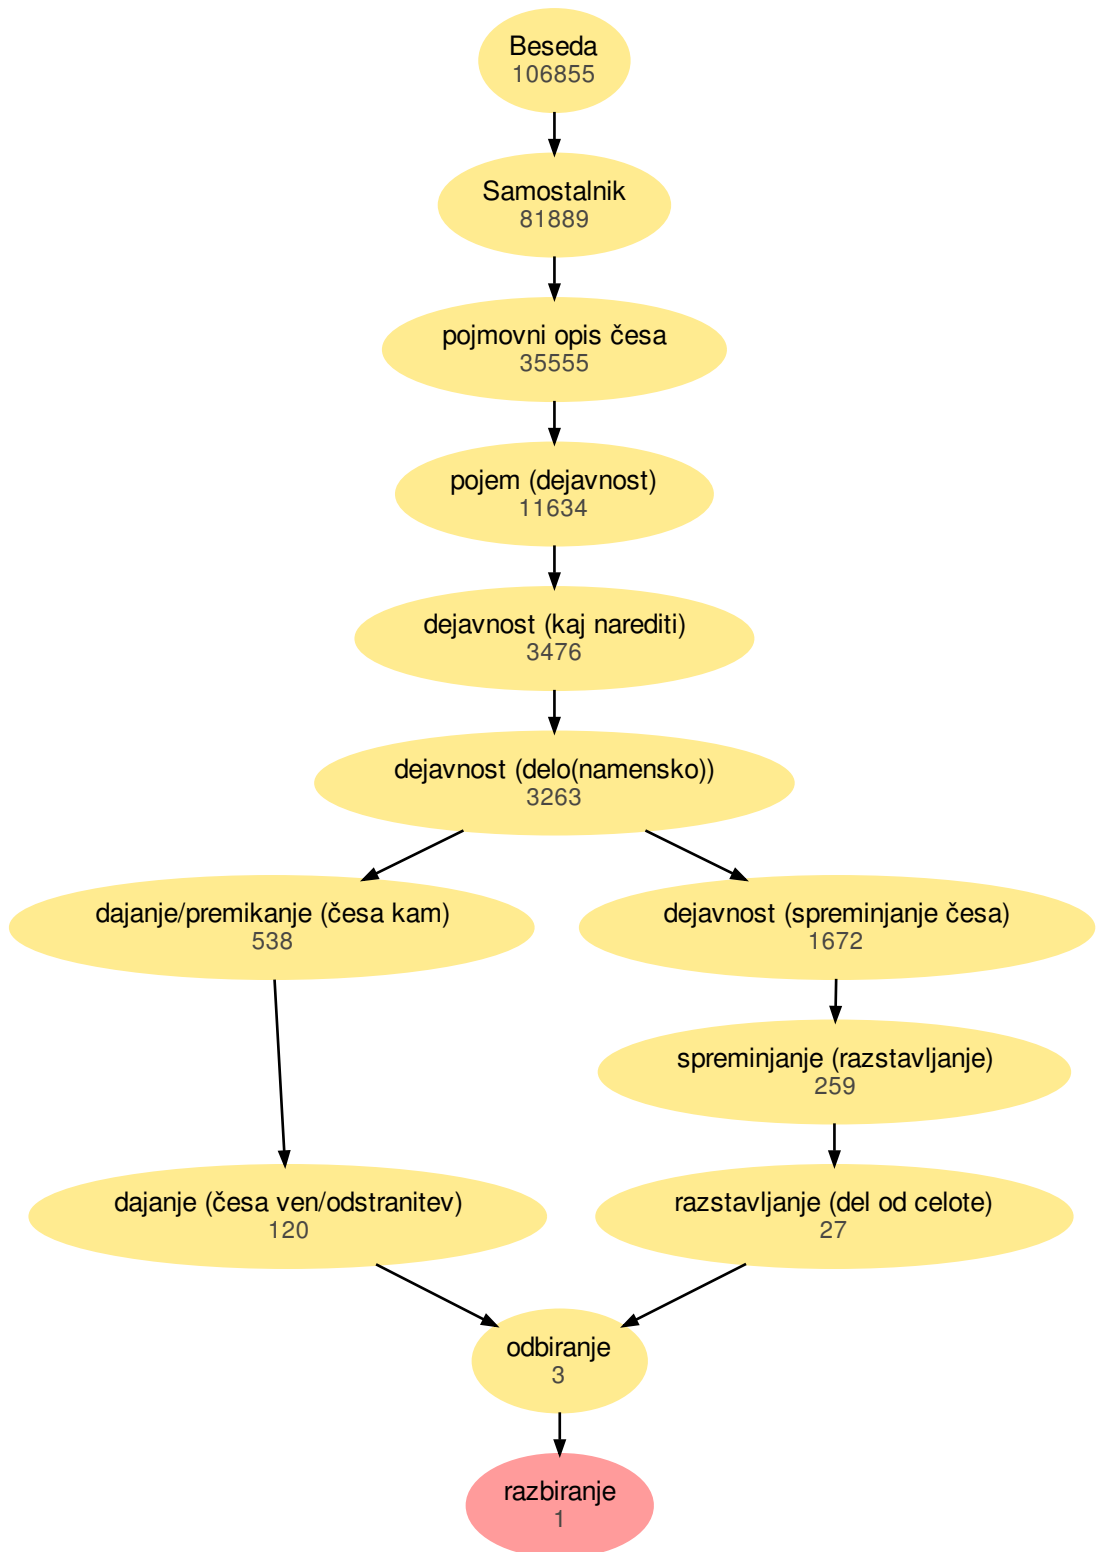 Beseda
106855
Samostalnik
81889
pojmovni opis česa
35555
pojem (dejavnost)
11634
dejavnost (kaj narediti)
3476
dejavnost (delo(namensko))
3263
dajanje/premikanje (česa kam)
538
dejavnost (spreminjanje česa)
1672
spreminjanje (razstavljanje)
259
dajanje (česa ven/odstranitev)
120
razstavljanje (del od celote)
27
odbiranje
3
razbiranje
1